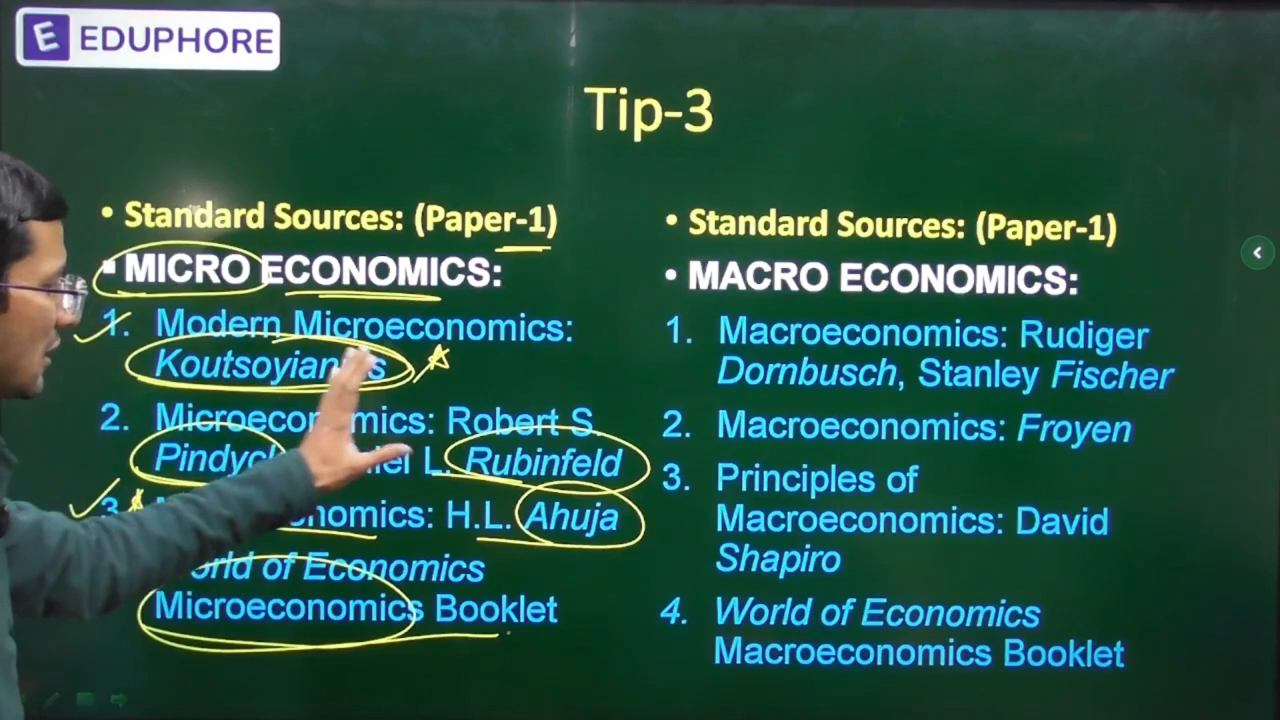 E EDUPHORE
Tip-3
• Standard Sources: (Paper-1)
▪ MICRO ECONOMICS:
1. Modern Microeconomics:
Koutsoyiannis
2. Microeconomics: Robert S.
L. Rubinfeld
3. H.L. Ahuja
of Economics
Microeconomics Booklet
• Standard Sources: (Paper-1)
• MACRO ECONOMICS:
1. Macroeconomics: Rudiger
Dornbusch, Stanley Fischer
2. Macroeconomics: Froyen
3. Principles of
Macroeconomics: David
Shapiro
4. World of Economics
Macroeconomics Booklet